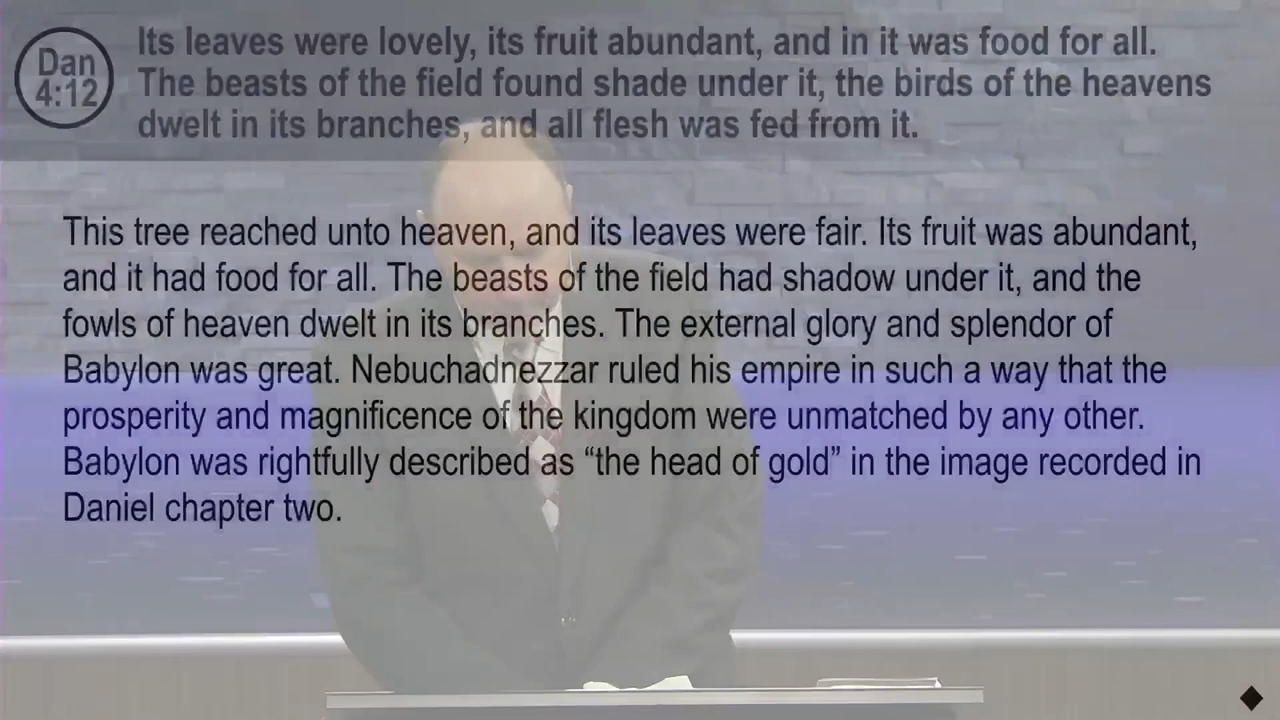 Dan
4:12
Its leaves were lovely, its fruit abundant, and in it was food for all.
The beasts of the field found shade under it, the birds of the heavens
dwelt in its branches, and all flesh was fed from it.
This tree reached unto heaven, and its leaves were fair. Its fruit was abundant,
and it had food for all. The beasts of the field had shadow under it, and the
fowls of heaven dwelt in its branches. The external glory and splendor of
Babylon was great. Nebuchadnezzar ruled his empire in such a way that the
prosperity and magnificence of the kingdom were unmatched by any other.
Babylon was rightfully described as “the head of gold” in the image recorded in
Daniel chapter two.